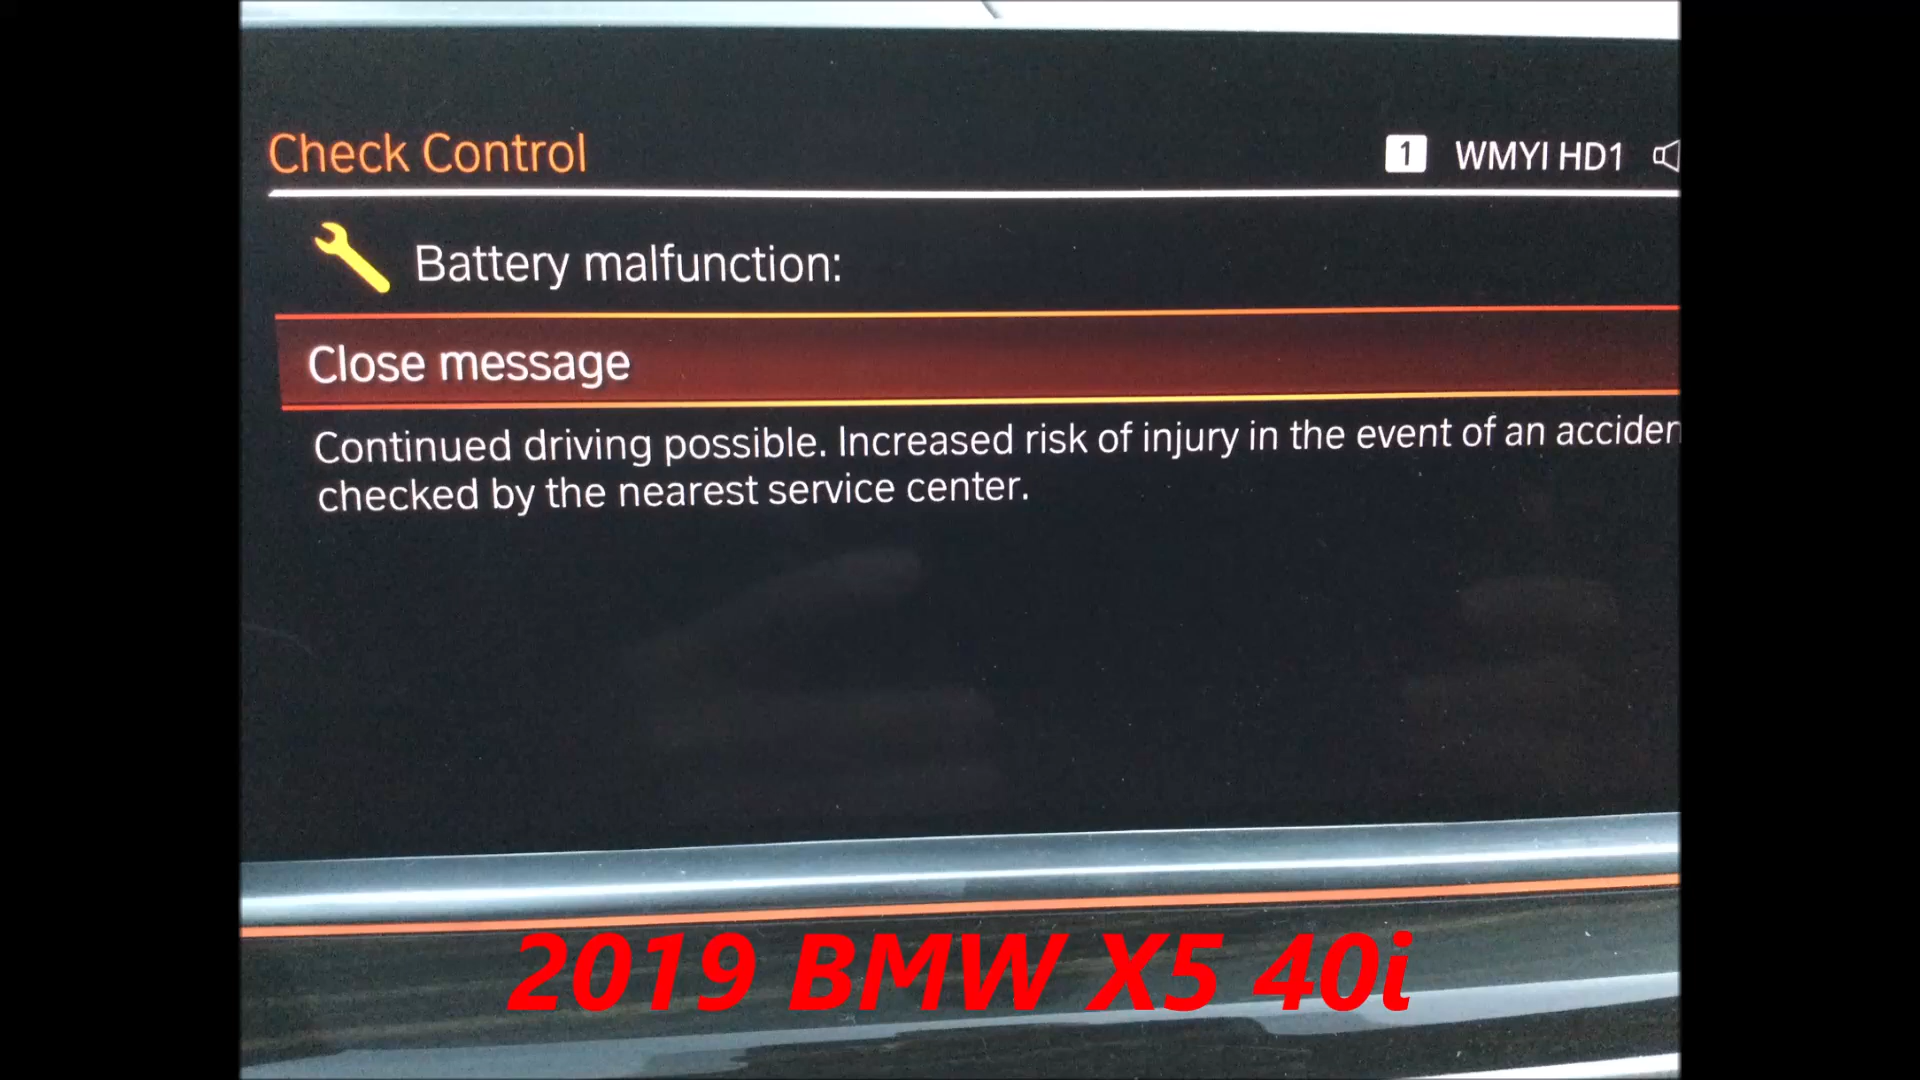 Check Control
1 WMYI HD1
Battery malfunction:
Close message
Continued driving possible. Increased risk of injury in the event of an acciden
checked by the nearest service center.
2019 BMW X5 40i